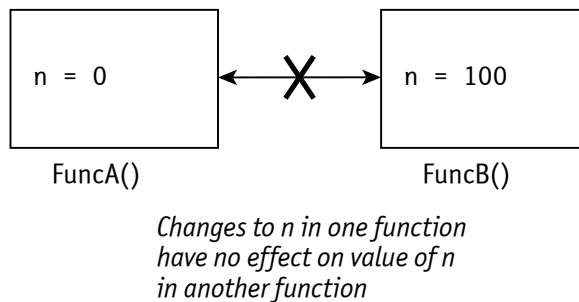 n = 0
n = 100
FuncA()
FuncB()
Changes to n in one function
have no effect on value of n
in another function